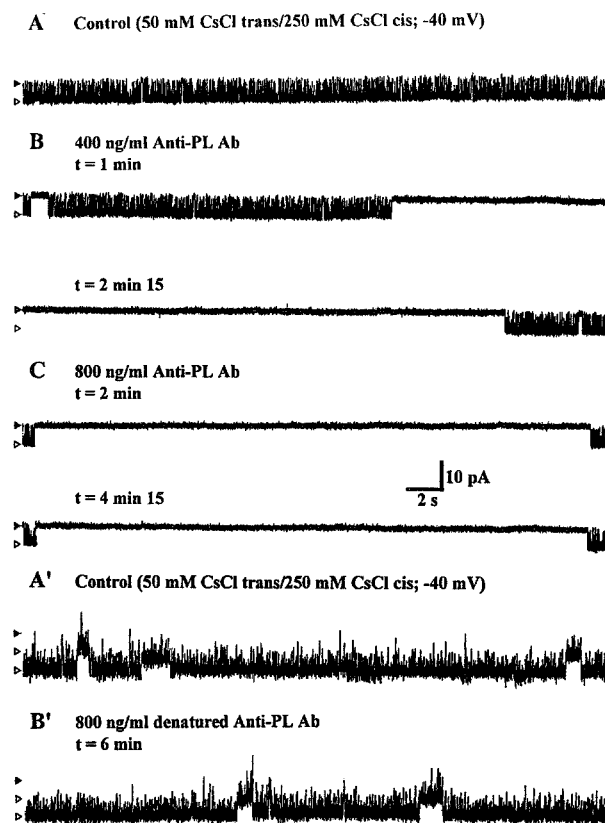 A Control (50 mM CsCl trans/250 mM CsCl cis; -40 mV)
B 400 ng/ml Anti-PL Ab
t = 1 min
t = 2 min 15
C 800 ng/ml Anti-PL Ab
t = 2 min
10 pA
2 s
t = 4 min 15
A' Control (50 mM CsCl trans/250 mM CsCl cis; -40 mV)
B' 800 ng/ml denatured Anti-PL Ab
t = 6 min